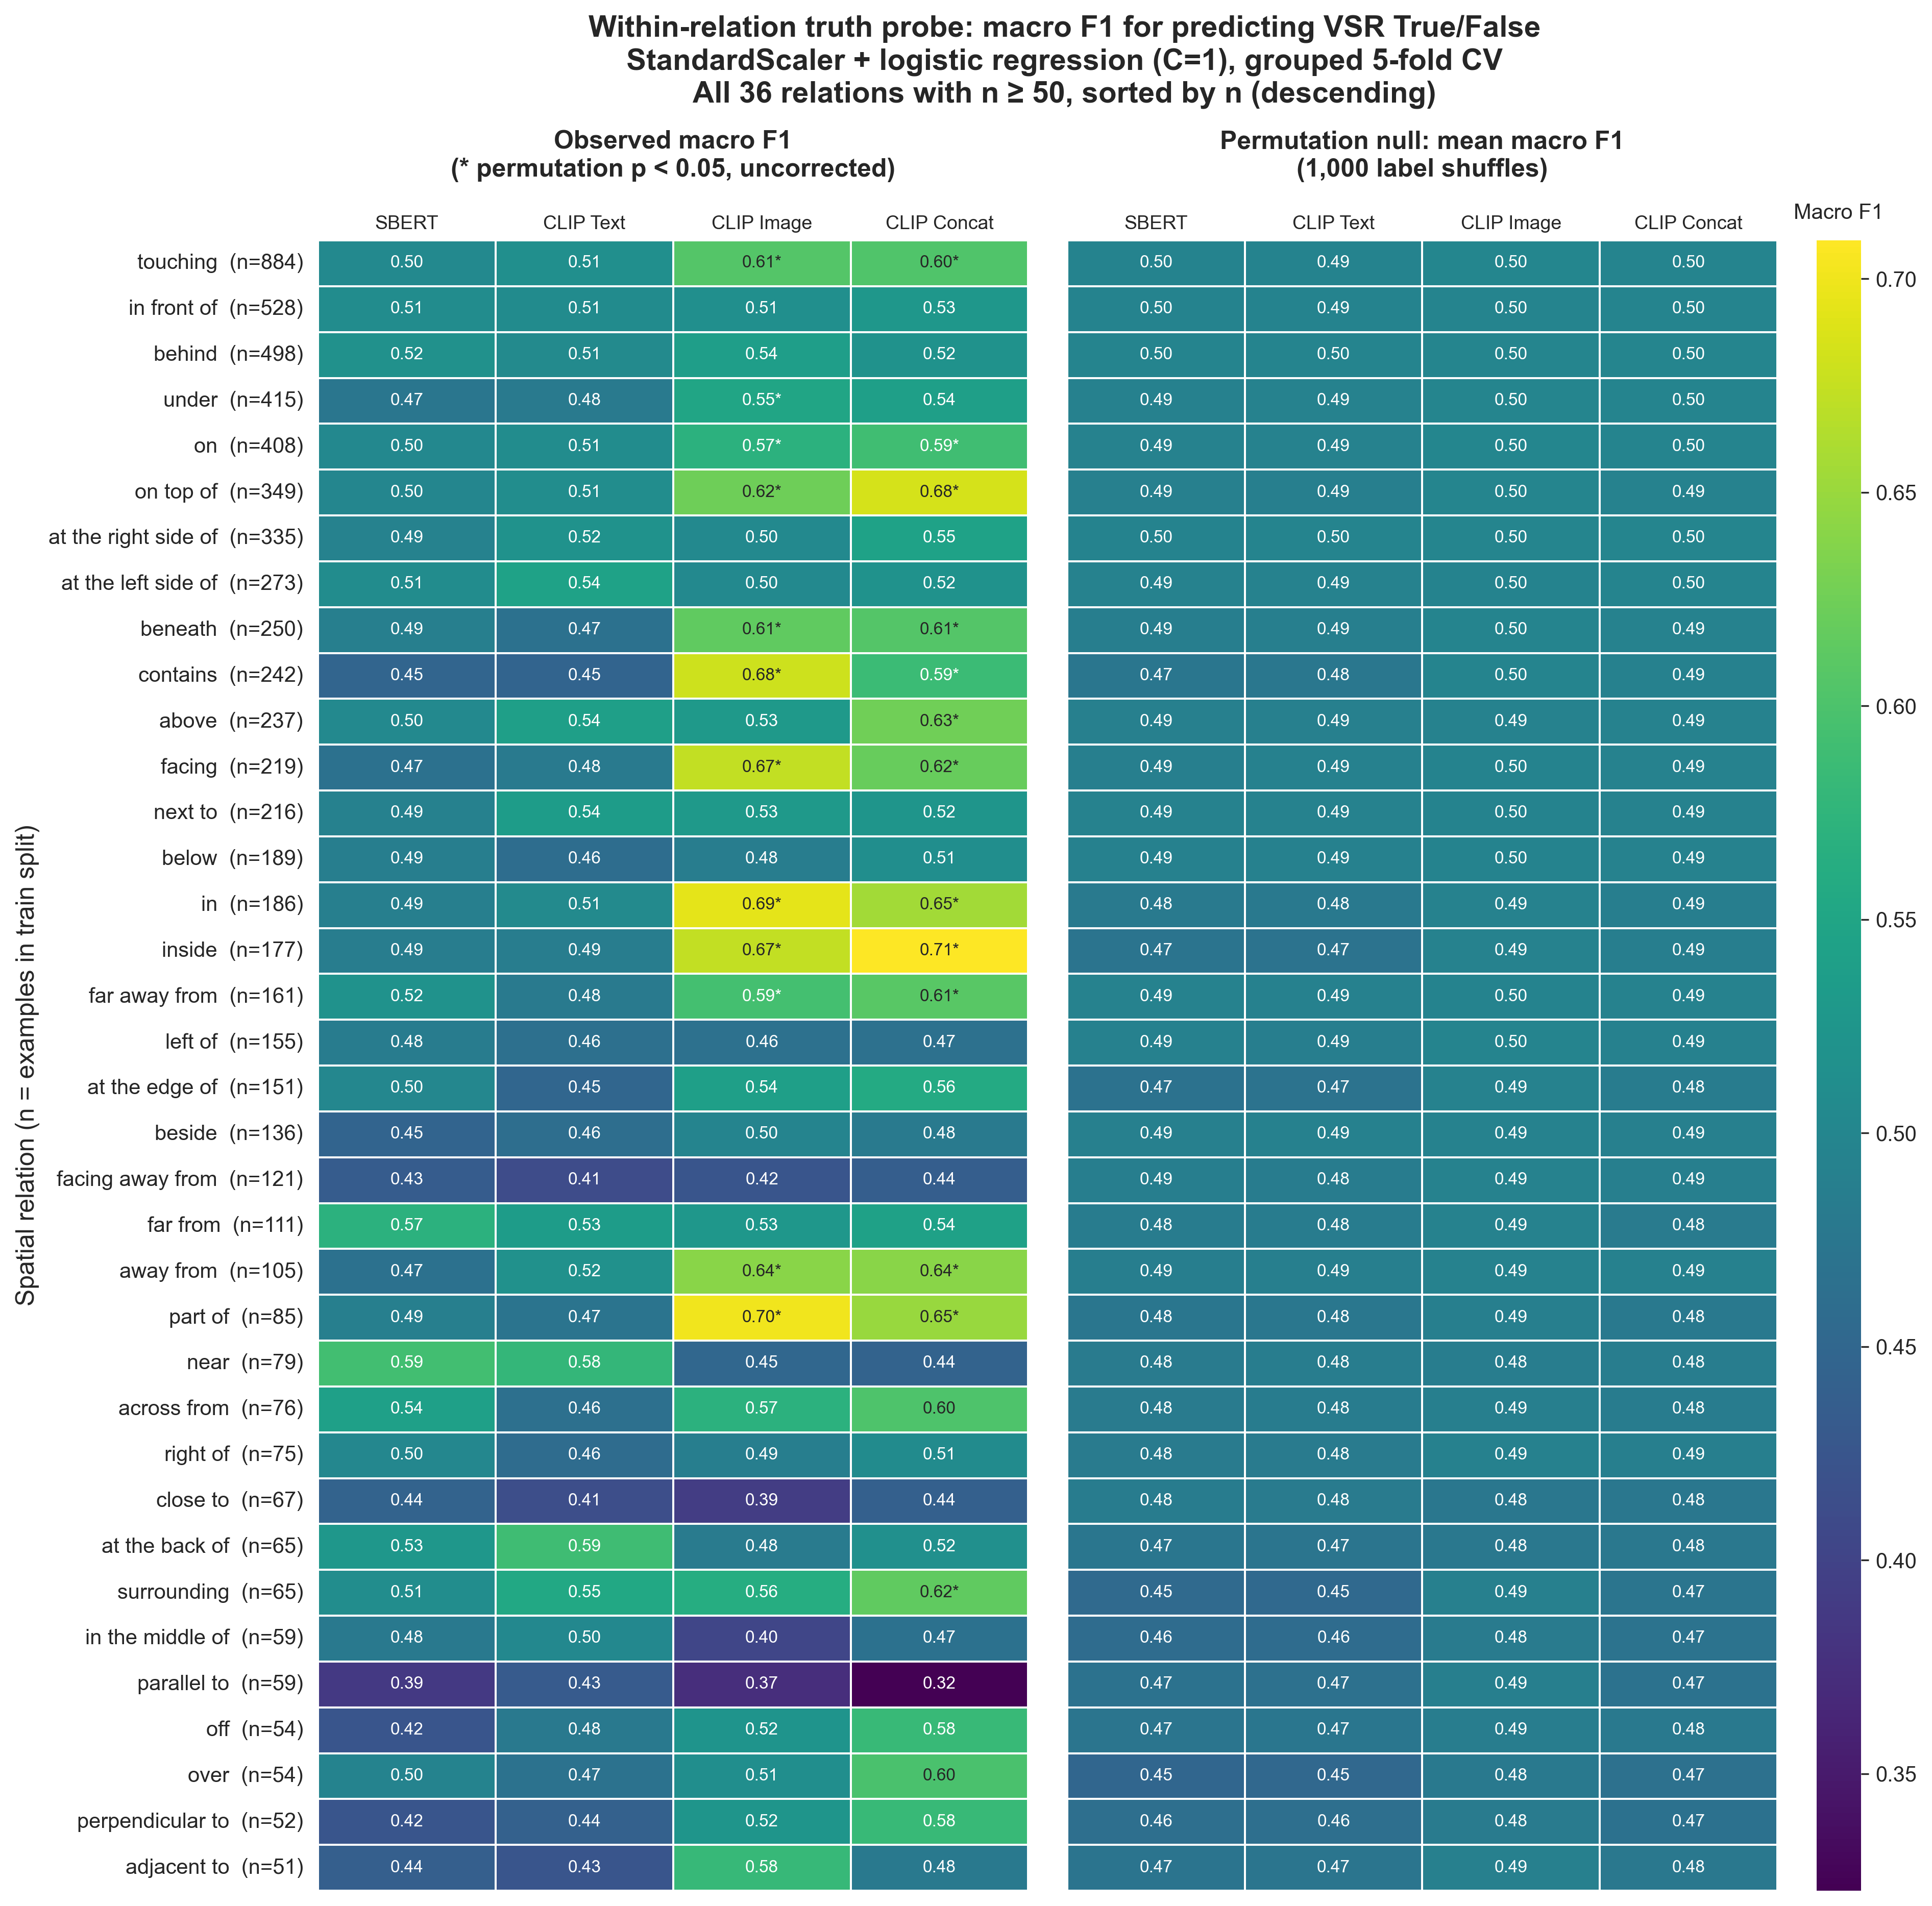 Within-relation truth probe: macro F1 for predicting VSR True/False
StandardScaler + logistic regression (C=1), grouped 5-fold CV
All 36 relations with n ≥ 50, sorted by n (descending)
Observed macro F1
(* permutation p < 0.05, uncorrected)
Permutation null: mean macro F1
(1,000 label shuffles)
Macro F1
SBERT CLIP Text CLIP Image CLIP Concat SBERT CLIP Text CLIP Image CLIP Concat
touching (n=884) 0.50 0.51 0.61* 0.60* 0.50 0.49 0.50 0.50
in front of (n=528) 0.51 0.51 0.51 0.53 0.50 0.49 0.50 0.50
behind (n=498) 0.52 0.51 0.54 0.52 0.50 0.50 0.50 0.50
under (n=415) 0.47 0.48 0.55* 0.54 0.49 0.49 0.50 0.50
on (n=408) 0.50 0.51 0.57* 0.59* 0.49 0.49 0.50 0.50
on top of (n=349) 0.50 0.51 0.62* 0.68* 0.49 0.49 0.50 0.49
at the right side of (n=335) 0.49 0.52 0.50 0.55 0.50 0.50 0.50 0.50
at the left side of (n=273) 0.51 0.54 0.50 0.52 0.49 0.49 0.50 0.50
beneath (n=250) 0.49 0.47 0.61* 0.61* 0.49 0.49 0.50 0.49
contains (n=242) 0.45 0.45 0.68* 0.59* 0.47 0.48 0.50 0.49
above (n=237) 0.50 0.54 0.53 0.63* 0.49 0.49 0.49 0.49
facing (n=219) 0.47 0.48 0.67* 0.62* 0.49 0.49 0.50 0.49
next to (n=216) 0.49 0.54 0.53 0.52 0.49 0.49 0.50 0.49
below (n=189) 0.49 0.46 0.48 0.51 0.49 0.49 0.50 0.49
in (n=186) 0.49 0.51 0.69* 0.65* 0.48 0.48 0.49 0.49
inside (n=177) 0.49 0.49 0.67* 0.71* 0.47 0.47 0.49 0.49
far away from (n=161) 0.52 0.48 0.59* 0.61* 0.49 0.49 0.50 0.49
left of (n=155) 0.48 0.46 0.46 0.47 0.49 0.49 0.50 0.49
at the edge of (n=151) 0.50 0.45 0.54 0.56 0.47 0.47 0.49 0.48
beside (n=136) 0.45 0.46 0.50 0.48 0.49 0.49 0.49 0.49
facing away from (n=121) 0.43 0.41 0.42 0.44 0.49 0.48 0.49 0.49
far from (n=111) 0.57 0.53 0.53 0.54 0.48 0.48 0.49 0.48
away from (n=105) 0.47 0.52 0.64* 0.64* 0.49 0.49 0.49 0.49
part of (n=85) 0.49 0.47 0.70* 0.65* 0.48 0.48 0.49 0.48
near (n=79) 0.59 0.58 0.45 0.44 0.48 0.48 0.48 0.48
across from (n=76) 0.54 0.46 0.57 0.60 0.48 0.48 0.49 0.48
right of (n=75) 0.50 0.46 0.49 0.51 0.48 0.48 0.49 0.49
close to (n=67) 0.44 0.41 0.39 0.44 0.48 0.48 0.48 0.48
at the back of (n=65) 0.53 0.59 0.48 0.52 0.47 0.47 0.48 0.48
surrounding (n=65) 0.51 0.55 0.56 0.62* 0.45 0.45 0.49 0.47
in the middle of (n=59) 0.48 0.50 0.40 0.47 0.46 0.46 0.48 0.47
parallel to (n=59) 0.39 0.43 0.37 0.32 0.47 0.47 0.49 0.47
off (n=54) 0.42 0.48 0.52 0.58 0.47 0.47 0.49 0.48
over (n=54) 0.50 0.47 0.51 0.60 0.45 0.45 0.48 0.47
perpendicular to (n=52) 0.42 0.44 0.52 0.58 0.46 0.46 0.48 0.47
adjacent to (n=51) 0.44 0.43 0.58 0.48 0.47 0.47 0.49 0.48
Spatial relation (n = examples in train split)
0.70
0.65
0.60
0.55
0.50
0.45
0.40
0.35